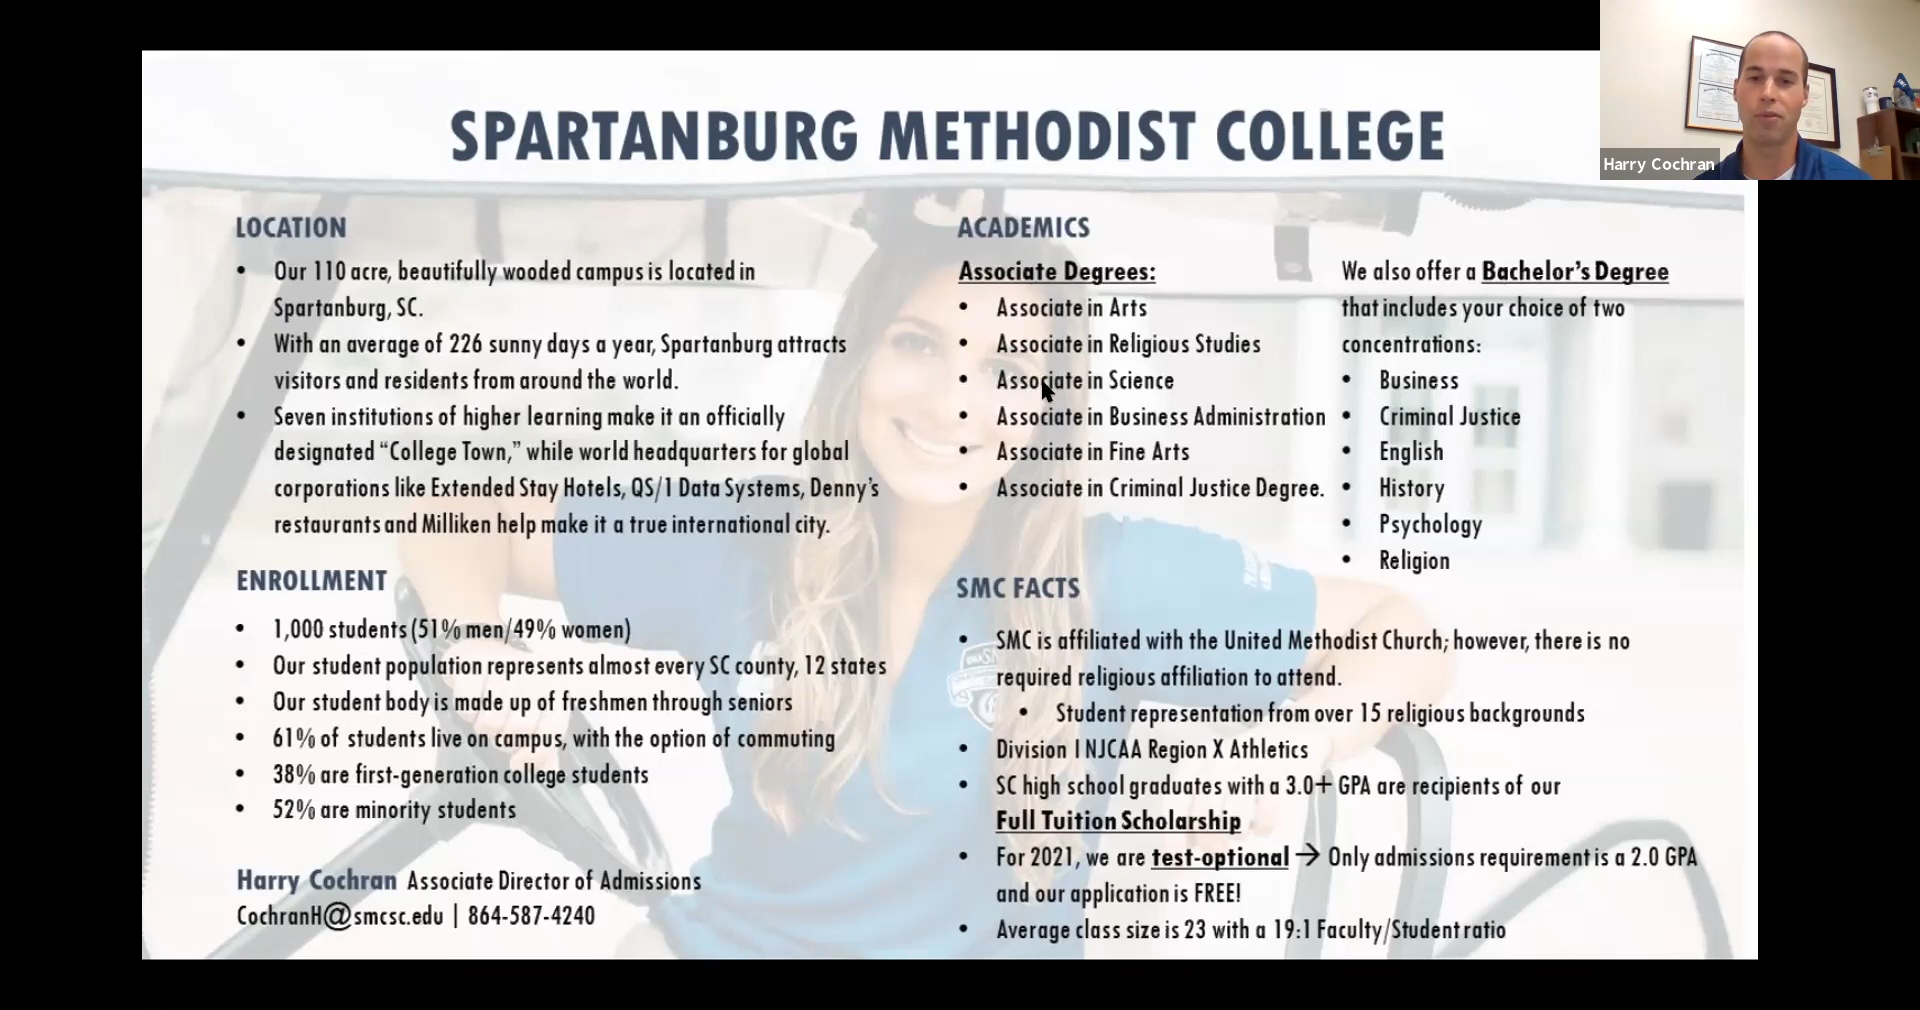 SPARTANBURG METHODIST COLLEGE
Harry Cochran
LOCATION
• Our 110 acre, beautifully wooded campus is located in
Spartanburg, SC.
• With an average of 226 sunny days a year, Spartanburg attracts
visitors and residents from around the world.
• Seven institutions of higher learning make it an officially
designated “College Town,” while world headquarters for global
corporations like Extended Stay Hotels, QS/1 Data Systems, Denny’s
restaurants and Milliken help make it a true international city.
ENROLLMENT
• 1,000 students (51% men/49% women)
• Our student population represents almost every SC county, 12 states
• Our student body is made up of freshmen through seniors
• 61% of students live on campus, with the option of commuting
• 38% are first-generation college students
• 52% are minority students
Harry Cochran Associate Director of Admissions
CochranH@smcsc.edu | 864-587-4240
ACADEMICS
Associate Degrees:
• Associate in Arts
• Associate in Religious Studies
• Associate in Science
• Associate in Business Administration
• Associate in Fine Arts
• Associate in Criminal Justice Degree.
We also offer a Bachelor’s Degree
that includes your choice of two
concentrations:
• Business
• Criminal Justice
• English
• History
• Psychology
• Religion
SMC FACTS
• SMC is affiliated with the United Methodist Church; however, there is no
required religious affiliation to attend.
• Student representation from over 15 religious backgrounds
• Division I NJCAA Region X Athletics
• SC high school graduates with a 3.0+ GPA are recipients of our
Full Tuition Scholarship
• For 2021, we are test-optional → Only admissions requirement is a 2.0 GPA
and our application is FREE!
• Average class size is 23 with a 19:1 Faculty/Student ratio